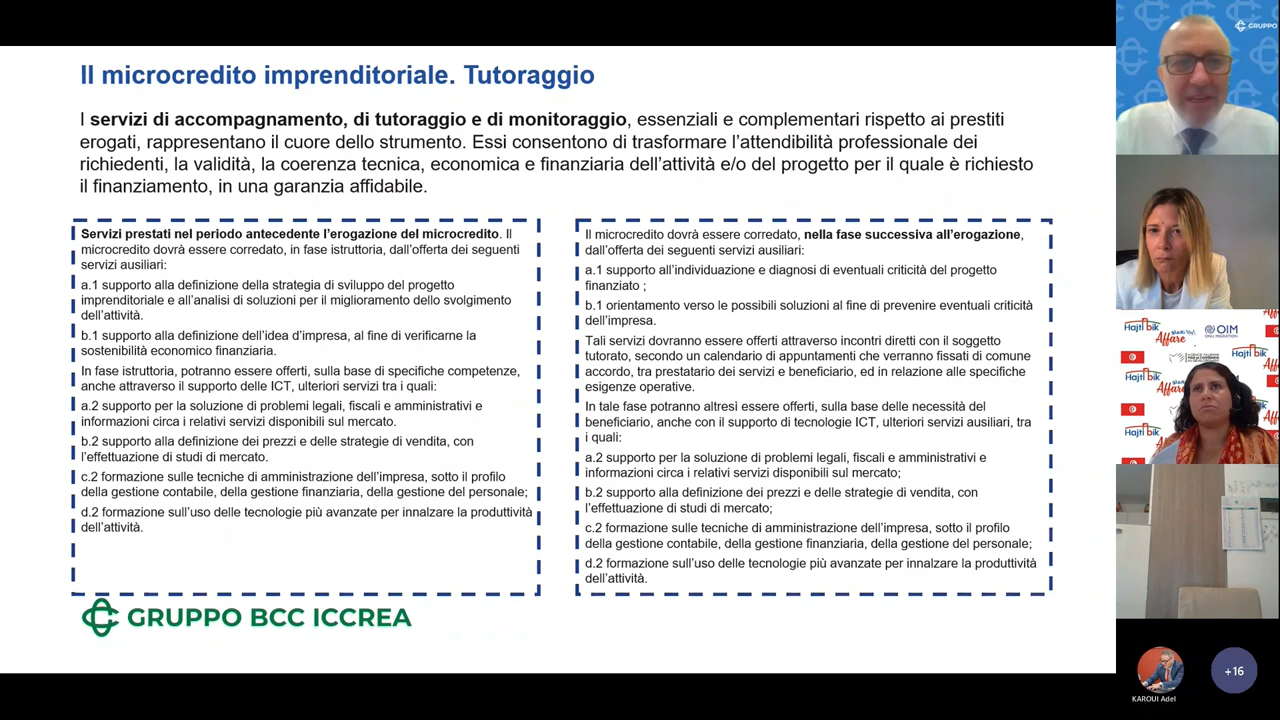 Il microcredito imprenditoriale. Tutoraggio
I servizi di accompagnamento, di tutoraggio e di monitoraggio, essenziali e complementari rispetto ai prestiti
erogati, rappresentano il cuore dello strumento. Essi consentono di trasformare l'attendibilità professionale dei
richiedenti, la validità, la coerenza tecnica, economica e finanziaria dell'attività e/o del progetto per il quale è richiesto
il finanziamento, in una garanzia affidabile.
Servizi prestati nel periodo antecedente l'erogazione del microcredito. Il
microcredito dovrà essere corredato, in fase istruttoria, dall'offerta dei seguenti
servizi ausiliari:
a.1 supporto alla definizione della strategia di sviluppo del progetto
imprenditoriale e all'analisi di soluzioni per il miglioramento dello svolgimento
dell'attività.
b.1 supporto alla definizione dell'idea d'impresa, al fine di verificarne la
sostenibilità economico finanziaria.
In fase istruttoria, potranno essere offerti, sulla base di specifiche competenze,
anche attraverso il supporto delle ICT, ulteriori servizi tra i quali:
a.2 supporto per la soluzione di problemi legali, fiscali e amministrativi e
informazioni circa i relativi servizi disponibili sul mercato.
b.2 supporto alla definizione dei prezzi e delle strategie di vendita, con
l'effettuazione di studi di mercato.
c.2 formazione sulle tecniche di amministrazione dell'impresa, sotto il profilo
della gestione contabile, della gestione finanziaria, della gestione del personale;
d.2 formazione sull'uso delle tecnologie più avanzate per innalzare la produttività
dell'attività.
Il microcredito dovrà essere corredato, nella fase successiva all'erogazione,
dall'offerta dei seguenti servizi ausiliari:
a.1 supporto all'individuazione e diagnosi di eventuali criticità del progetto
finanziato ;
b.1 orientamento verso le possibili soluzioni al fine di prevenire eventuali criticità
dell'impresa.
Tali servizi dovranno essere offerti attraverso incontri diretti con il soggetto
tutorato, secondo un calendario di appuntamenti che verranno fissati di comune
accordo, tra prestatario dei servizi e beneficiario, ed in relazione alle specifiche
esigenze operative.
In tale fase potranno altresì essere offerti, sulla base delle necessità del
beneficiario, anche con il supporto di tecnologie ICT, ulteriori servizi ausiliari, tra
i quali:
a.2 supporto per la soluzione di problemi legali, fiscali e amministrativi e
informazioni circa i relativi servizi disponibili sul mercato;
b.2 supporto alla definizione dei prezzi e delle strategie di vendita, con
l'effettuazione di studi di mercato;
c.2 formazione sulle tecniche di amministrazione dell'impresa, sotto il profilo
della gestione contabile, della gestione finanziaria, della gestione del personale;
d.2 formazione sull'uso delle tecnologie più avanzate per innalzare la produttività
dell'attività.
GRUPPO BCC ICCREA
GRUPPO
Hajti bik
Affare
OIM
ONU MIGRATION
Hajti bik
Hajti bik
Affare
Hajti bik
KAROUI Adel
+16